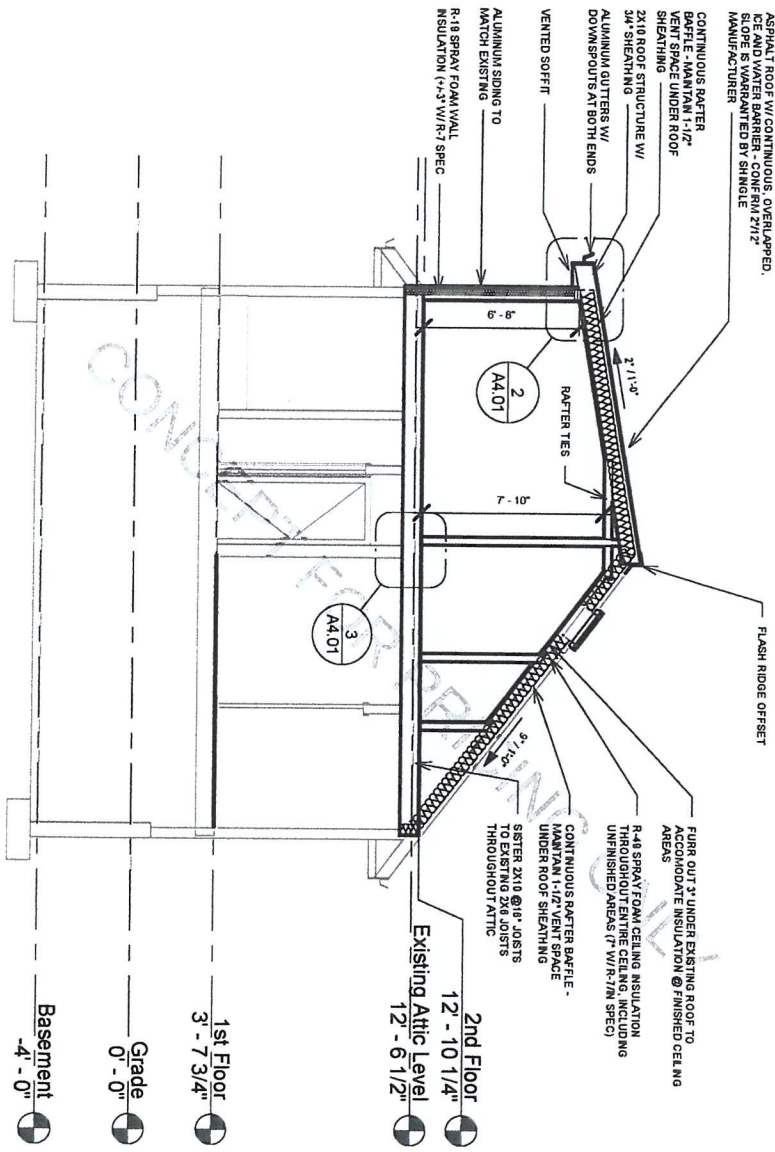 ASPHALT ROOF W/ CONTINUOUS, OVERLAPPED,
ICE AND WATER BARRIER - CONFIRM 2"/12"
SLOPE IS WARRANTIED BY SHINGLE
MANUFACTURER
CONTINUOUS RAFTER
BAFFLE - MAINTAIN 1-1/2"
VENT SPACE UNDER ROOF
SHEATHING
2X10 ROOF STRUCTURE W/
3/4" SHEATHING
ALUMINUM GUTTERS W/
DOWNSPOUTS AT BOTH ENDS
VENTED SOFFIT
ALUMINUM SIDING TO
MATCH EXISTING
R-19 SPRAY FOAM WALL
INSULATION (+/-3" W/ R-7 SPEC
6' - 8"
2
A4.01
2" / 1'-0"
RAFTER TIES
7' - 10"
3
A4.01
FLASH RIDGE OFFSET
9" / 1'-0"
FURR OUT 3" UNDER EXISTING ROOF TO
ACCOMODATE INSULATION @ FINISHED CEILING
AREAS
R-49 SPRAY FOAM CEILING INSULATION
THROUGHOUT ENTIRE CEILING, INCLUDING
UNFINISHED AREAS (7" W/ R-7/IN SPEC)
CONTINUOUS RAFTER BAFFLE -
MAINTAIN 1-1/2" VENT SPACE
UNDER ROOF SHEATHING
SISTER 2X10 @16" JOISTS
TO EXISTING 2X6 JOISTS
THROUGHOUT ATTIC
2nd Floor
12' - 10 1/4"
Existing Attic Level
12' - 6 1/2"
1st Floor
3' - 7 3/4"
Grade
0' - 0"
Basement
-4' - 0"
CONCEPT FOR PRICING ONLY